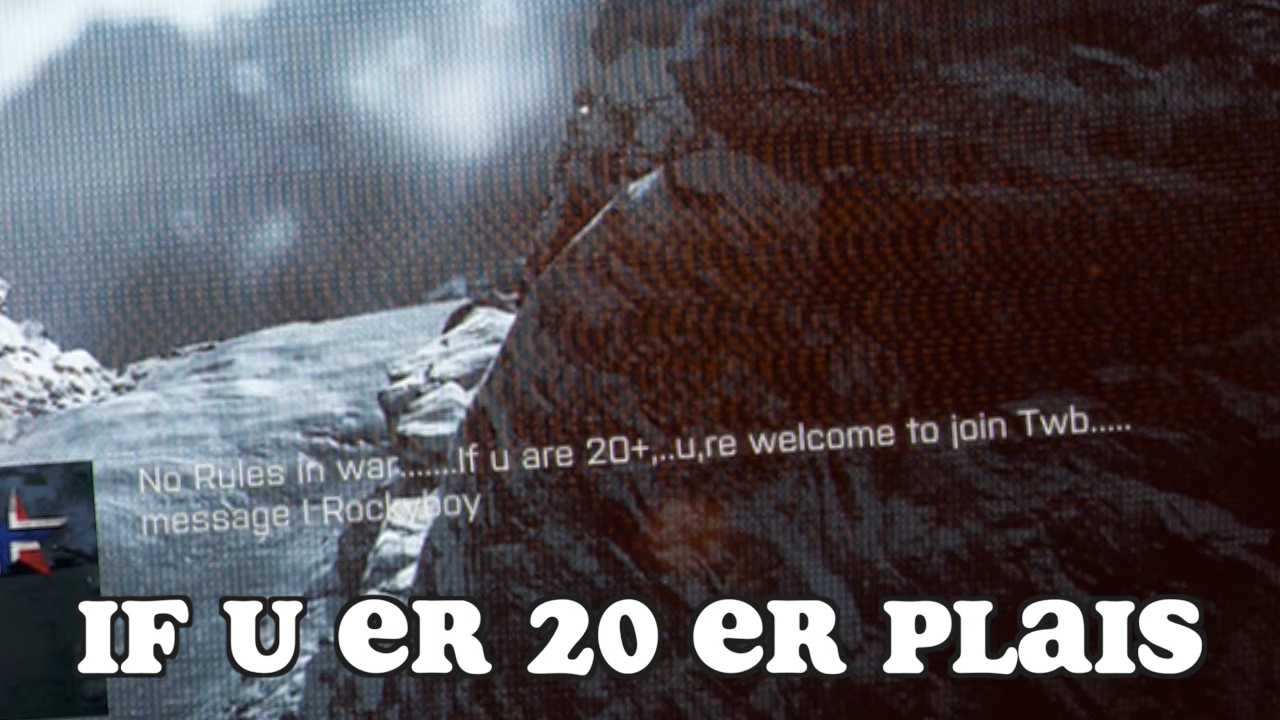 No Rules in war.......If u are 20+,..u,re welcome to join Twb.....
message I Rockyboy
IF U eR 20 eR PLaIS